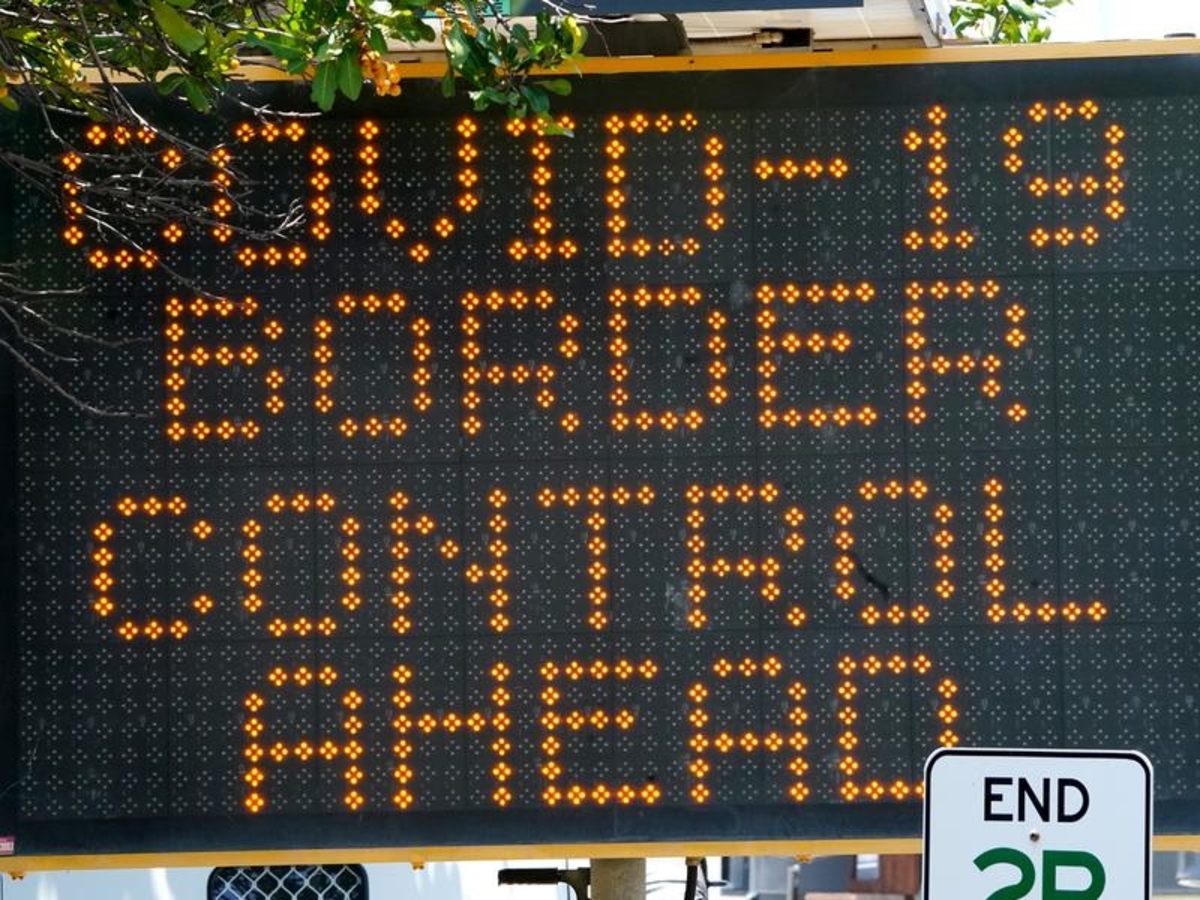 COVID-19
BORDER
CONTROL
AHEAD
END
2P